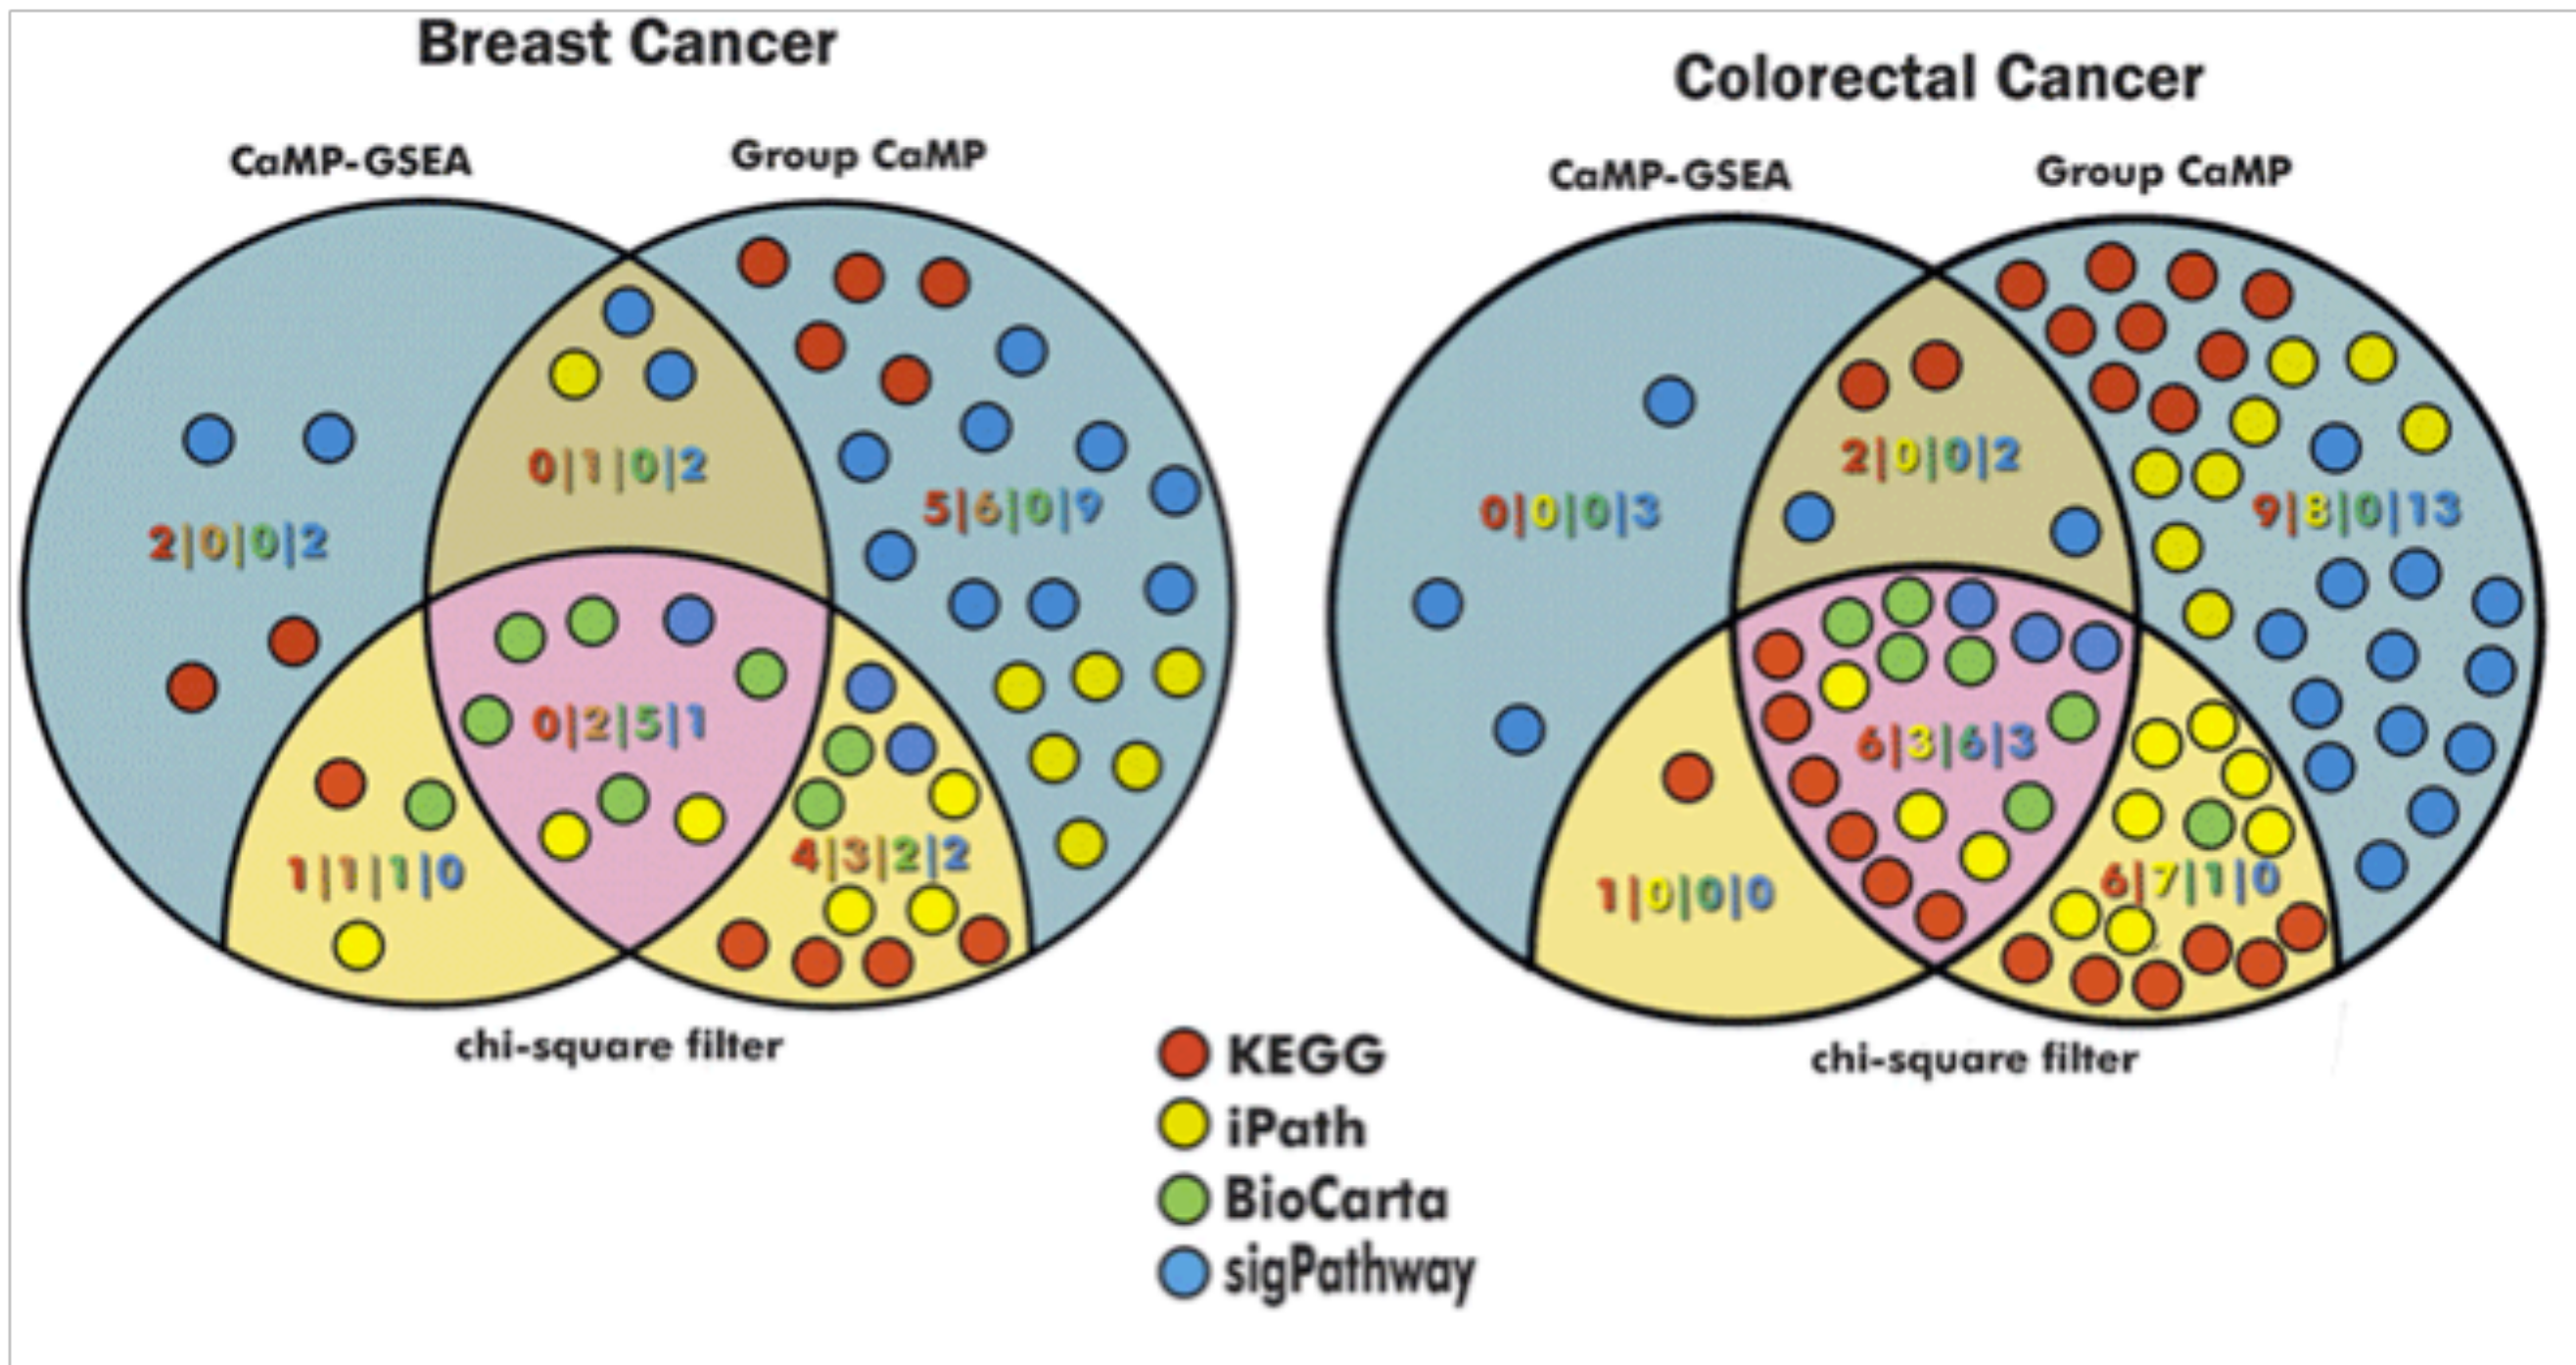 Breast Cancer
CaMP-GSEA
Group CaMP
0|1|0|2
5|6|0|9
2|0|0|2
0|2|5|1
4|3|2|2
1|1|1|0
chi-square filter
Colorectal Cancer
CaMP-GSEA
Group CaMP
2|0|0|2
0|0|0|3
9|8|0|13
6|3|6|3
6|7|1|0
1|0|0|0
chi-square filter
KEGG
iPath
BioCarta
sigPathway